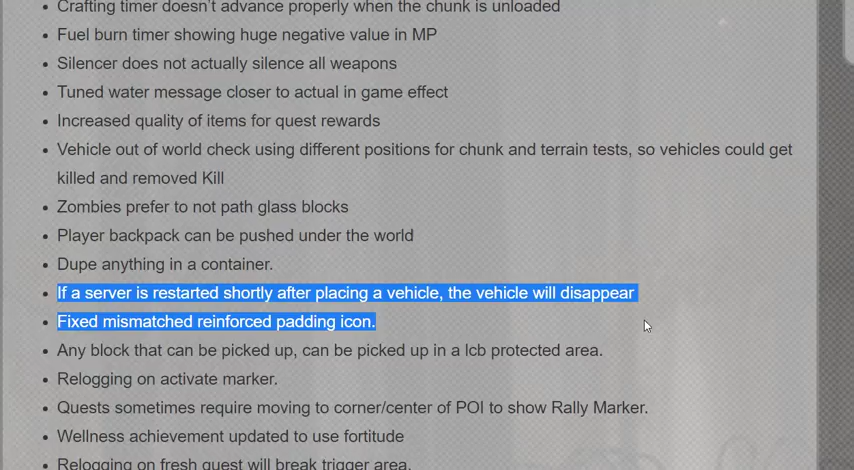 Crafting timer doesn't advance properly when the chunk is unloaded
Fuel burn timer showing huge negative value in MP
Silencer does not actually silence all weapons
Tuned water message closer to actual in game effect
Increased quality of items for quest rewards
Vehicle out of world check using different positions for chunk and terrain tests, so vehicles could get
killed and removed Kill
Zombies prefer to not path glass blocks
Player backpack can be pushed under the world
Dupe anything in a container.
If a server is restarted shortly after placing a vehicle, the vehicle will disappear
Fixed mismatched reinforced padding icon.
Any block that can be picked up, can be picked up in a lcb protected area.
Relogging on activate marker.
Quests sometimes require moving to corner/center of POI to show Rally Marker.
Wellness achievement updated to use fortitude
Relogging on fresh quest will break trigger area.